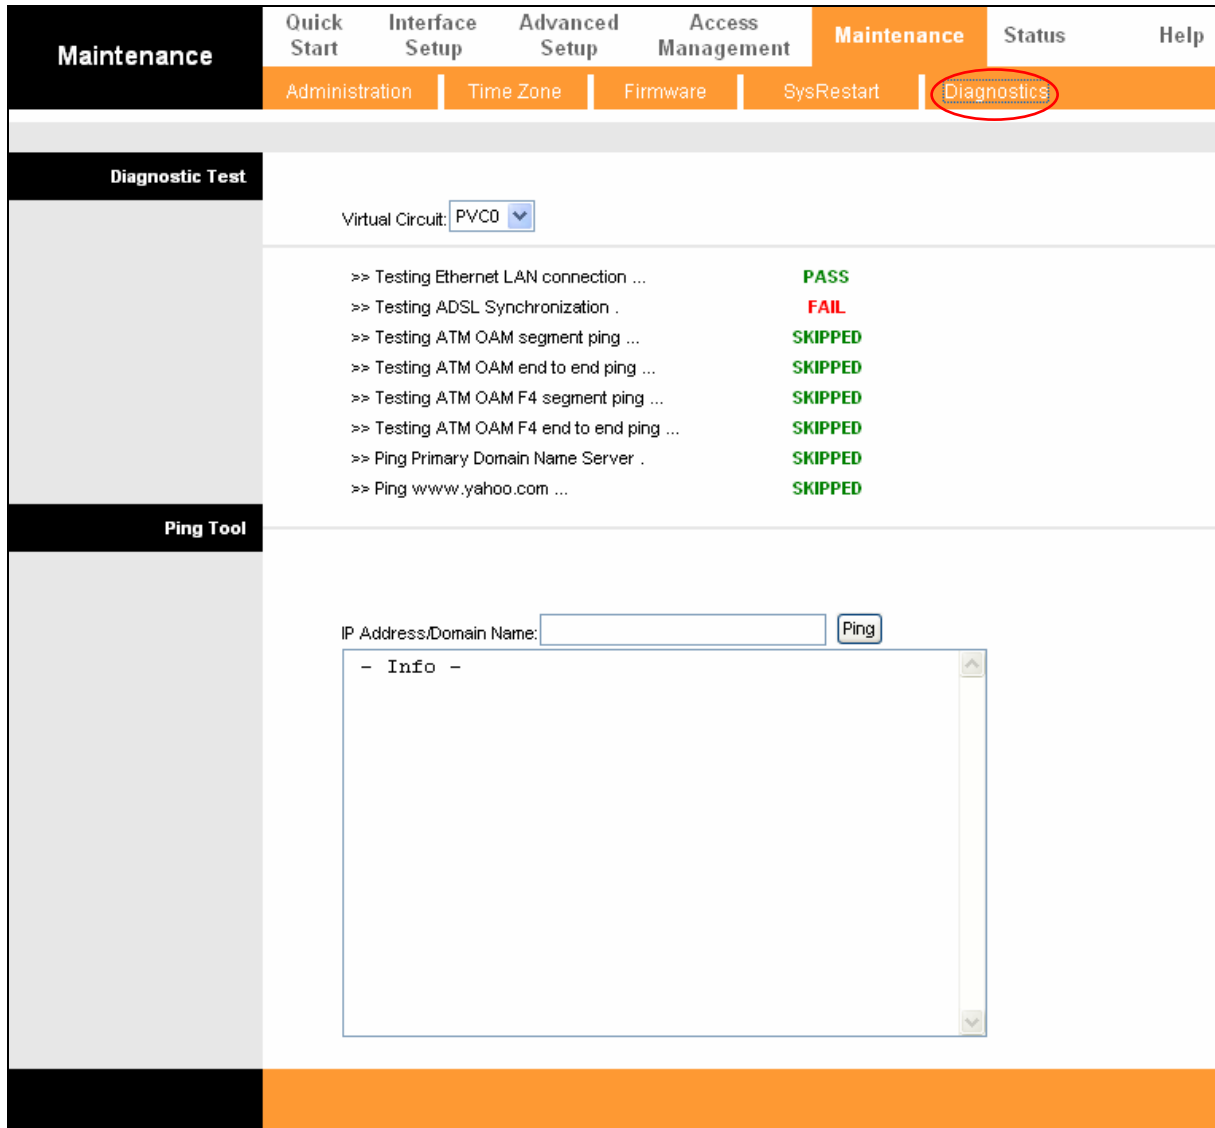 Maintenance
Quick Start
Interface Setup
Advanced Setup
Access Management
Maintenance
Status
Help
Administration
Time Zone
Firmware
SysRestart
Diagnostics
Diagnostic Test
Virtual Circuit: PVC0
>> Testing Ethernet LAN connection ... PASS
>> Testing ADSL Synchronization . FAIL
>> Testing ATM OAM segment ping ... SKIPPED
>> Testing ATM OAM end to end ping ... SKIPPED
>> Testing ATM OAM F4 segment ping ... SKIPPED
>> Testing ATM OAM F4 end to end ping ... SKIPPED
>> Ping Primary Domain Name Server . SKIPPED
>> Ping www.yahoo.com ... SKIPPED
Ping Tool
IP Address/Domain Name: Ping
- Info -